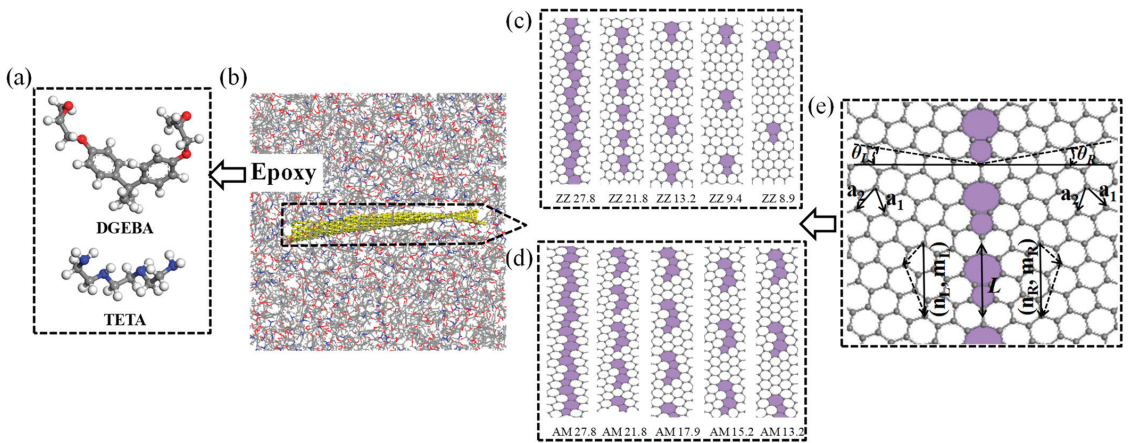 (a)
DGEBA
TETA
(b)
Epoxy
(c)
ZZ 27.8 ZZ 21.8 ZZ 13.2 ZZ 9.4 ZZ 8.9
(d)
AM 27.8 AM 21.8 AM 17.9 AM 15.2 AM 13.2
(e)
θL θR
a2 a1 a2 a1
(nL, mL) L (nR, mR)